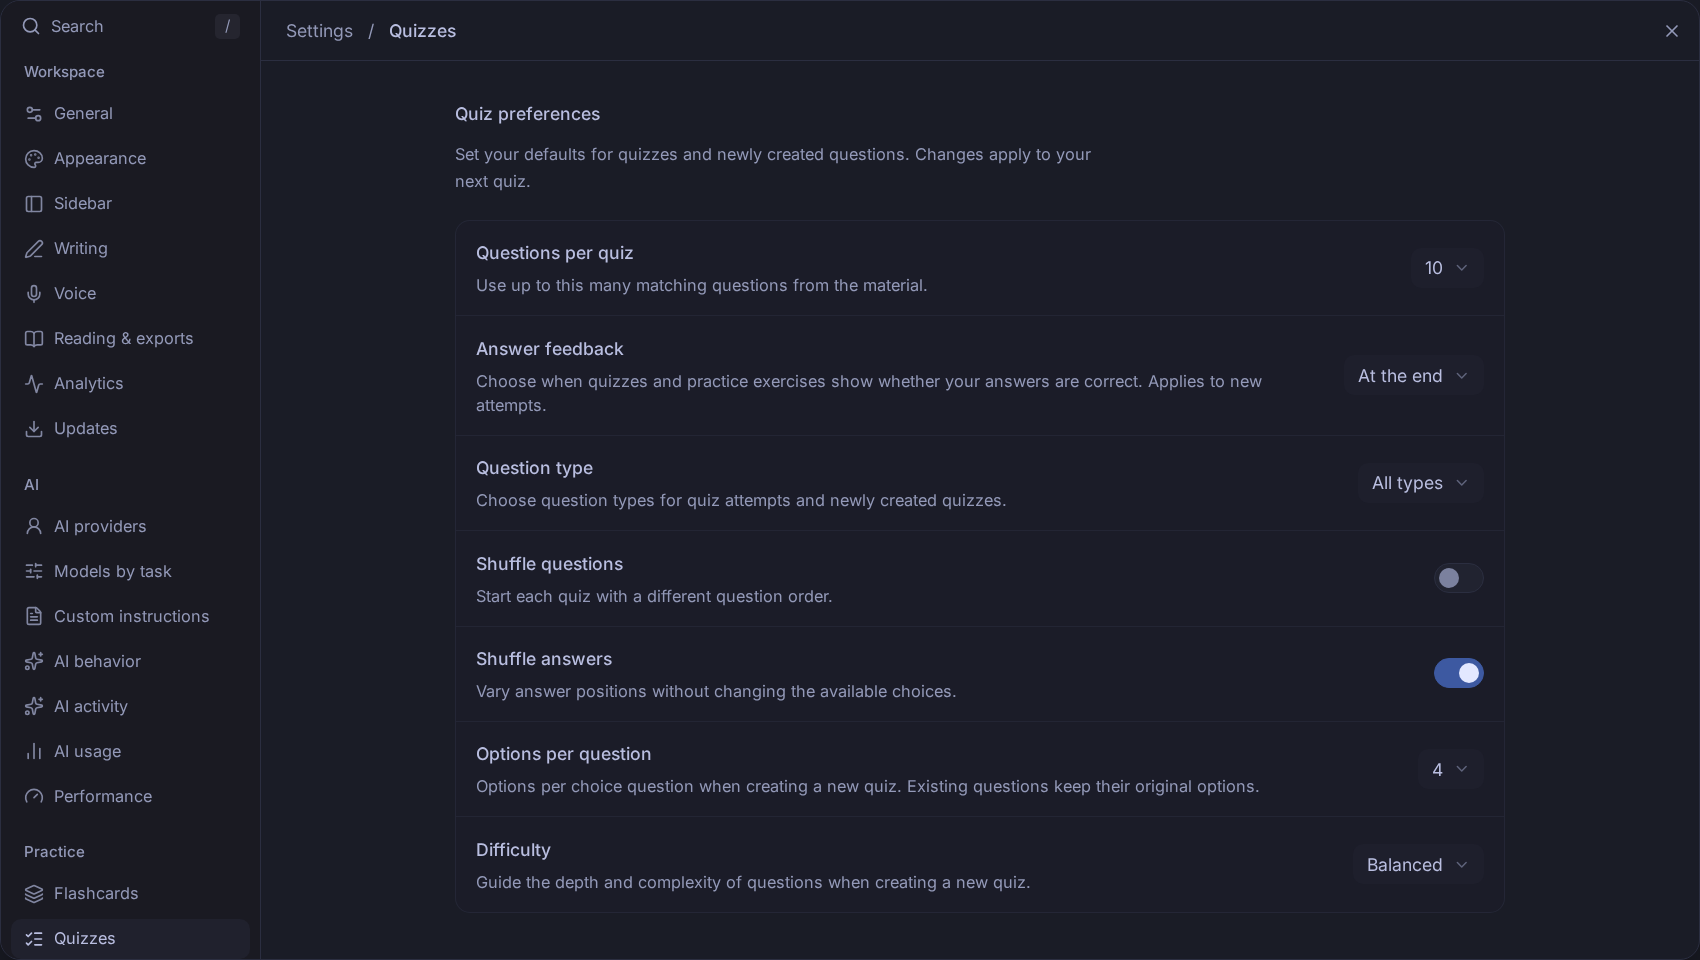 Search /
Workspace
General
Appearance
Sidebar
Writing
Voice
Reading & exports
Analytics
Updates
AI
AI providers
Models by task
Custom instructions
AI behavior
AI activity
AI usage
Performance
Practice
Flashcards
Quizzes
Settings / Quizzes
Quiz preferences
Set your defaults for quizzes and newly created questions. Changes apply to your
next quiz.
Questions per quiz
Use up to this many matching questions from the material.
10
Answer feedback
Choose when quizzes and practice exercises show whether your answers are correct. Applies to new
attempts.
At the end
Question type
Choose question types for quiz attempts and newly created quizzes.
All types
Shuffle questions
Start each quiz with a different question order.
Shuffle answers
Vary answer positions without changing the available choices.
Options per question
Options per choice question when creating a new quiz. Existing questions keep their original options.
4
Difficulty
Guide the depth and complexity of questions when creating a new quiz.
Balanced